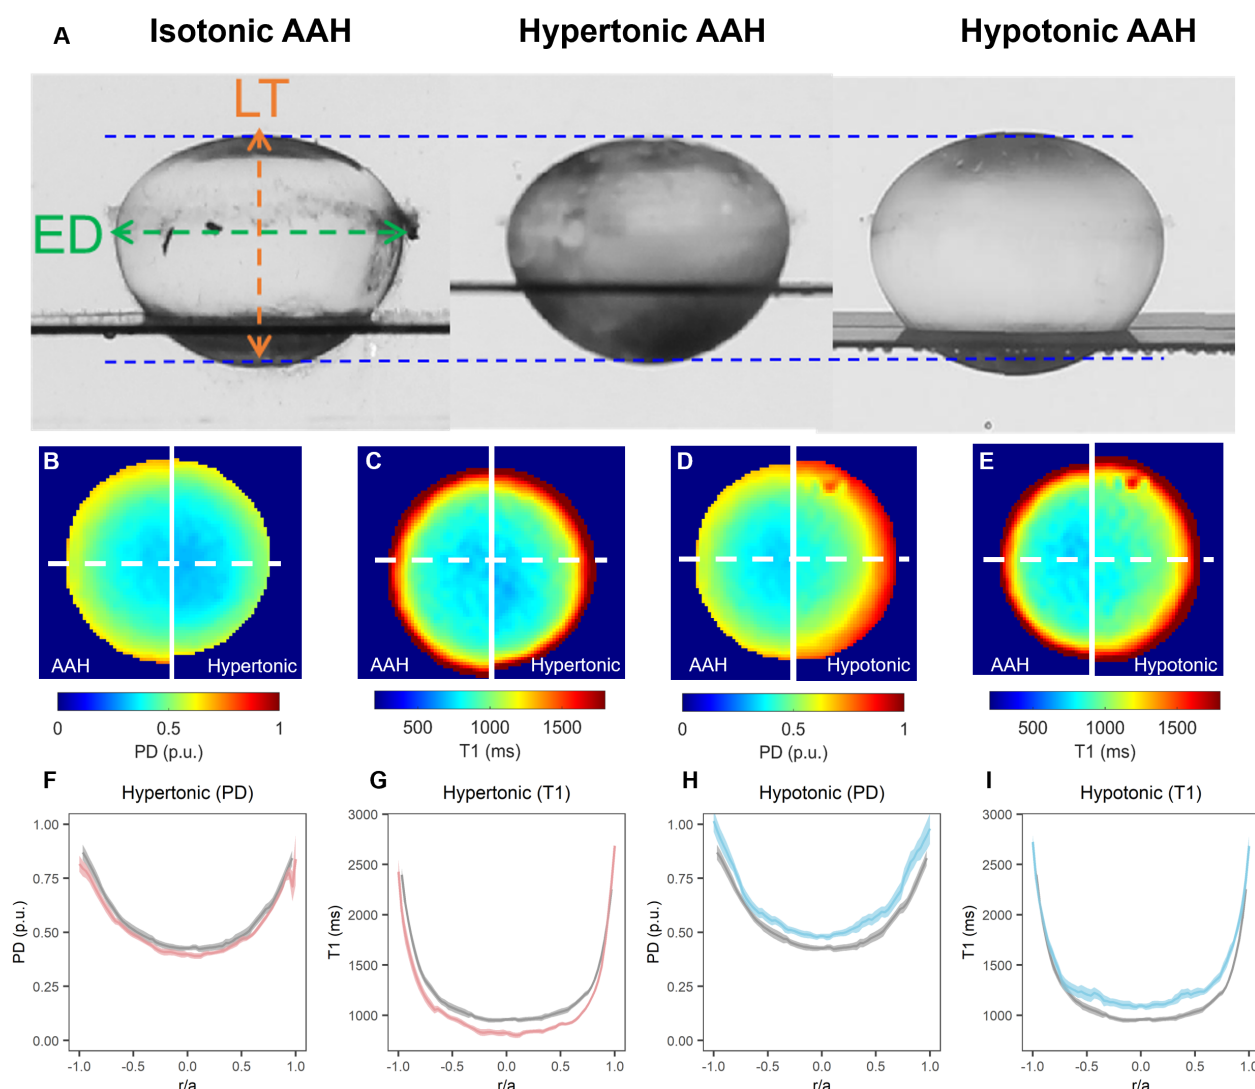 A
Isotonic AAH
Hypertonic AAH
Hypotonic AAH
LT
ED
B
AAH
Hypertonic
C
AAH
Hypertonic
D
AAH
Hypotonic
E
AAH
Hypotonic
0 0.5 1
PD (p.u.)
500 1000 1500
T1 (ms)
0 0.5 1
PD (p.u.)
500 1000 1500
T1 (ms)
F
Hypertonic (PD)
PD (p.u.)
1.00
0.75
0.50
0.25
0.00
-1.0 -0.5 0.0 0.5 1.0
r/a
G
Hypertonic (T1)
T1 (ms)
3000
2500
2000
1500
1000
-1.0 -0.5 0.0 0.5 1.0
r/a
H
Hypotonic (PD)
PD (p.u.)
1.00
0.75
0.50
0.25
0.00
-1.0 -0.5 0.0 0.5 1.0
r/a
I
Hypotonic (T1)
T1 (ms)
3000
2500
2000
1500
1000
-1.0 -0.5 0.0 0.5 1.0
r/a